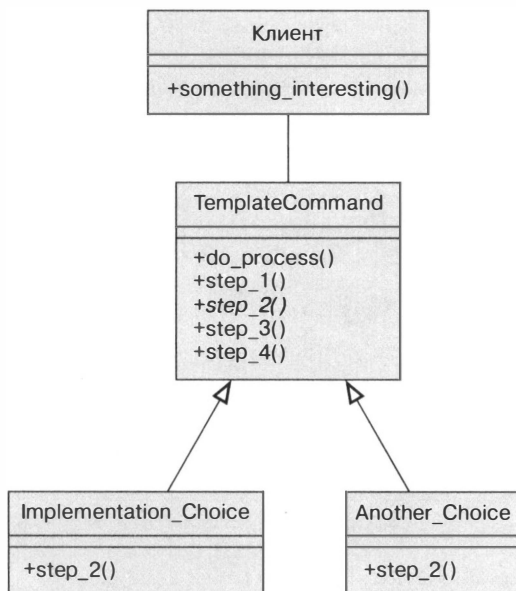 Клиент
+something_interesting()
TemplateCommand
+do_process()
+step_1()
+step_2()
+step_3()
+step_4()
Implementation_Choice
+step_2()
Another_Choice
+step_2()